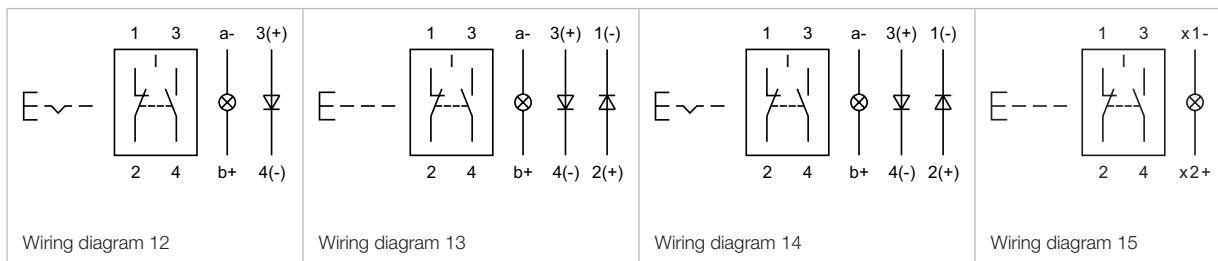 1 3 a- 3(+)
I
2 4 b+ 4(-)
Wiring diagram 12
1 3 a- 3(+) 1(-)
I
2 4 b+ 4(-) 2(+)
Wiring diagram 13
1 3 a- 3(+) 1(-)
I
2 4 b+ 4(-) 2(+)
Wiring diagram 14
1 3 x1-
I
2 4 x2+
Wiring diagram 15